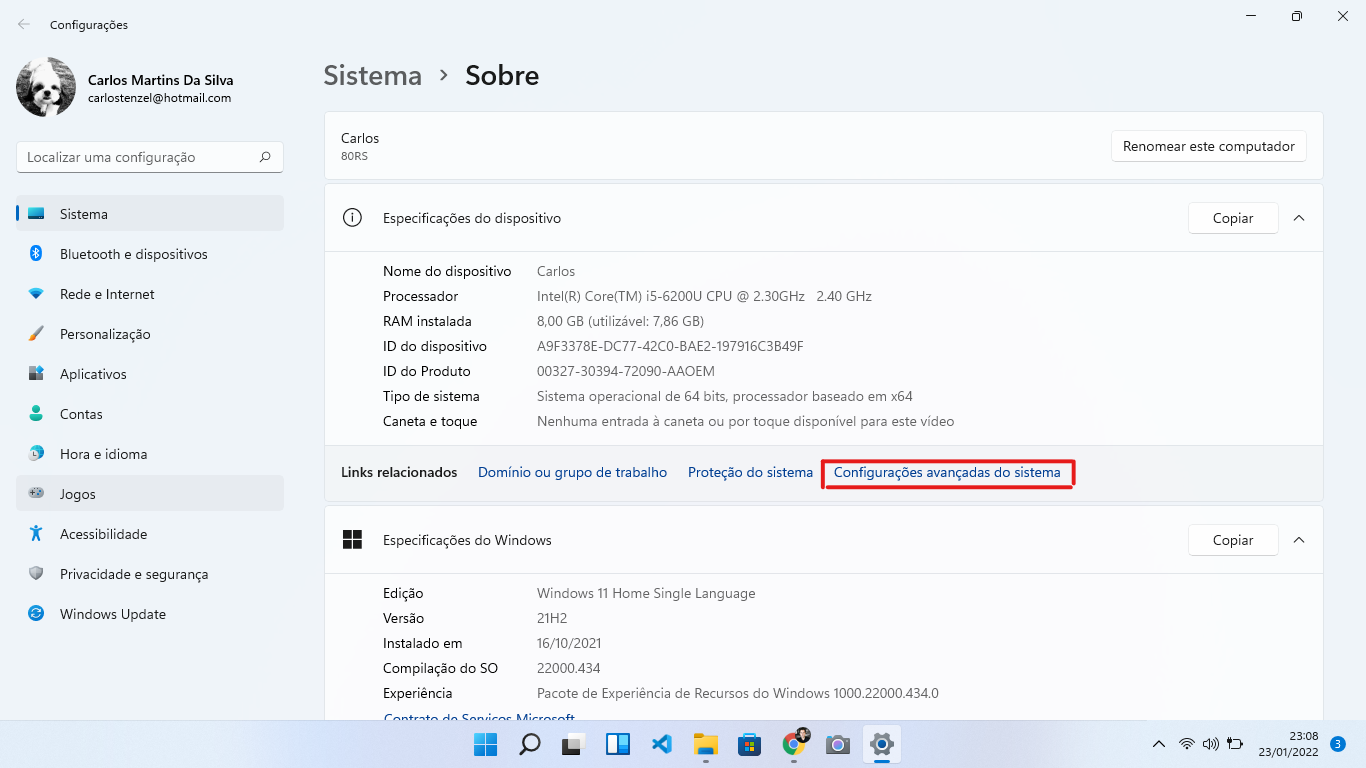 Configurações
Carlos Martins Da Silva
carlostenzel@hotmail.com
Localizar uma configuração
Sistema
Bluetooth e dispositivos
Rede e Internet
Personalização
Aplicativos
Contas
Hora e idioma
Jogos
Acessibilidade
Privacidade e segurança
Windows Update
Sistema > Sobre
Carlos
80RS
Renomear este computador
Especificações do dispositivo
Copiar
Nome do dispositivo Carlos
Processador Intel(R) Core(TM) i5-6200U CPU @ 2.30GHz 2.40 GHz
RAM instalada 8,00 GB (utilizável: 7,86 GB)
ID do dispositivo A9F3378E-DC77-42C0-BAE2-197916C3B49F
ID do Produto 00327-30394-72090-AAOEM
Tipo de sistema Sistema operacional de 64 bits, processador baseado em x64
Caneta e toque Nenhuma entrada à caneta ou por toque disponível para este vídeo
Links relacionados Domínio ou grupo de trabalho Proteção do sistema Configurações avançadas do sistema
Especificações do Windows
Copiar
Edição Windows 11 Home Single Language
Versão 21H2
Instalado em 16/10/2021
Compilação do SO 22000.434
Experiência Pacote de Experiência de Recursos do Windows 1000.22000.434.0
Contrato de Serviços Microsoft
23:08
23/01/2022
3